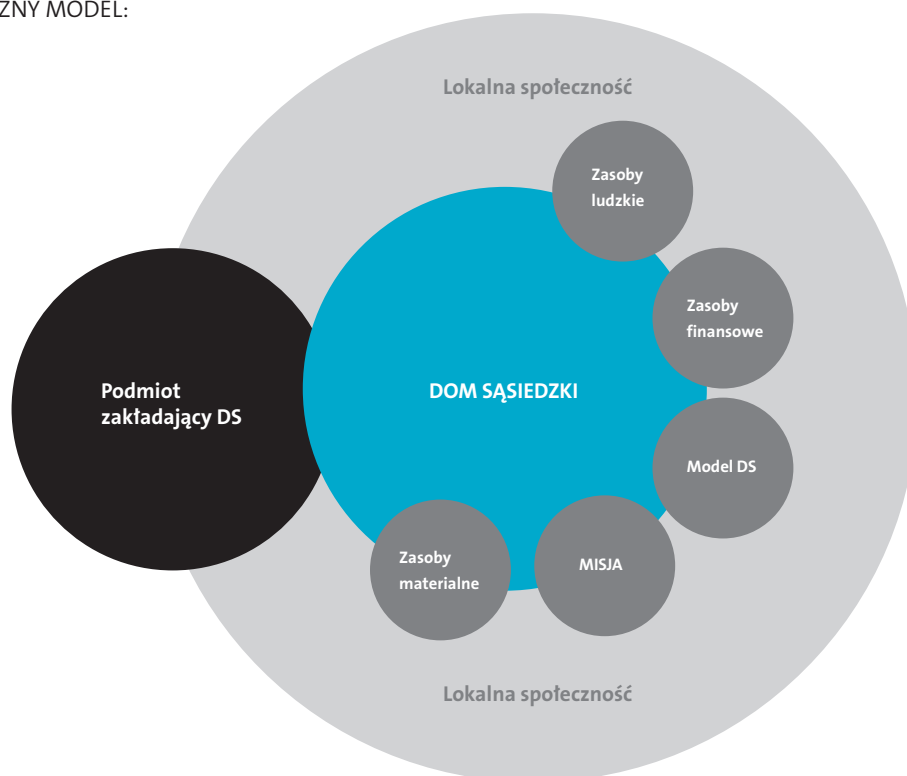 ZNY MODEL:
Lokalna społeczność
Zasoby
ludzkie
Zasoby
finansowe
Podmiot
zakładający DS
DOM SĄSIEDZKI
Model DS
Zasoby
materialne
MISJA
Lokalna społeczność